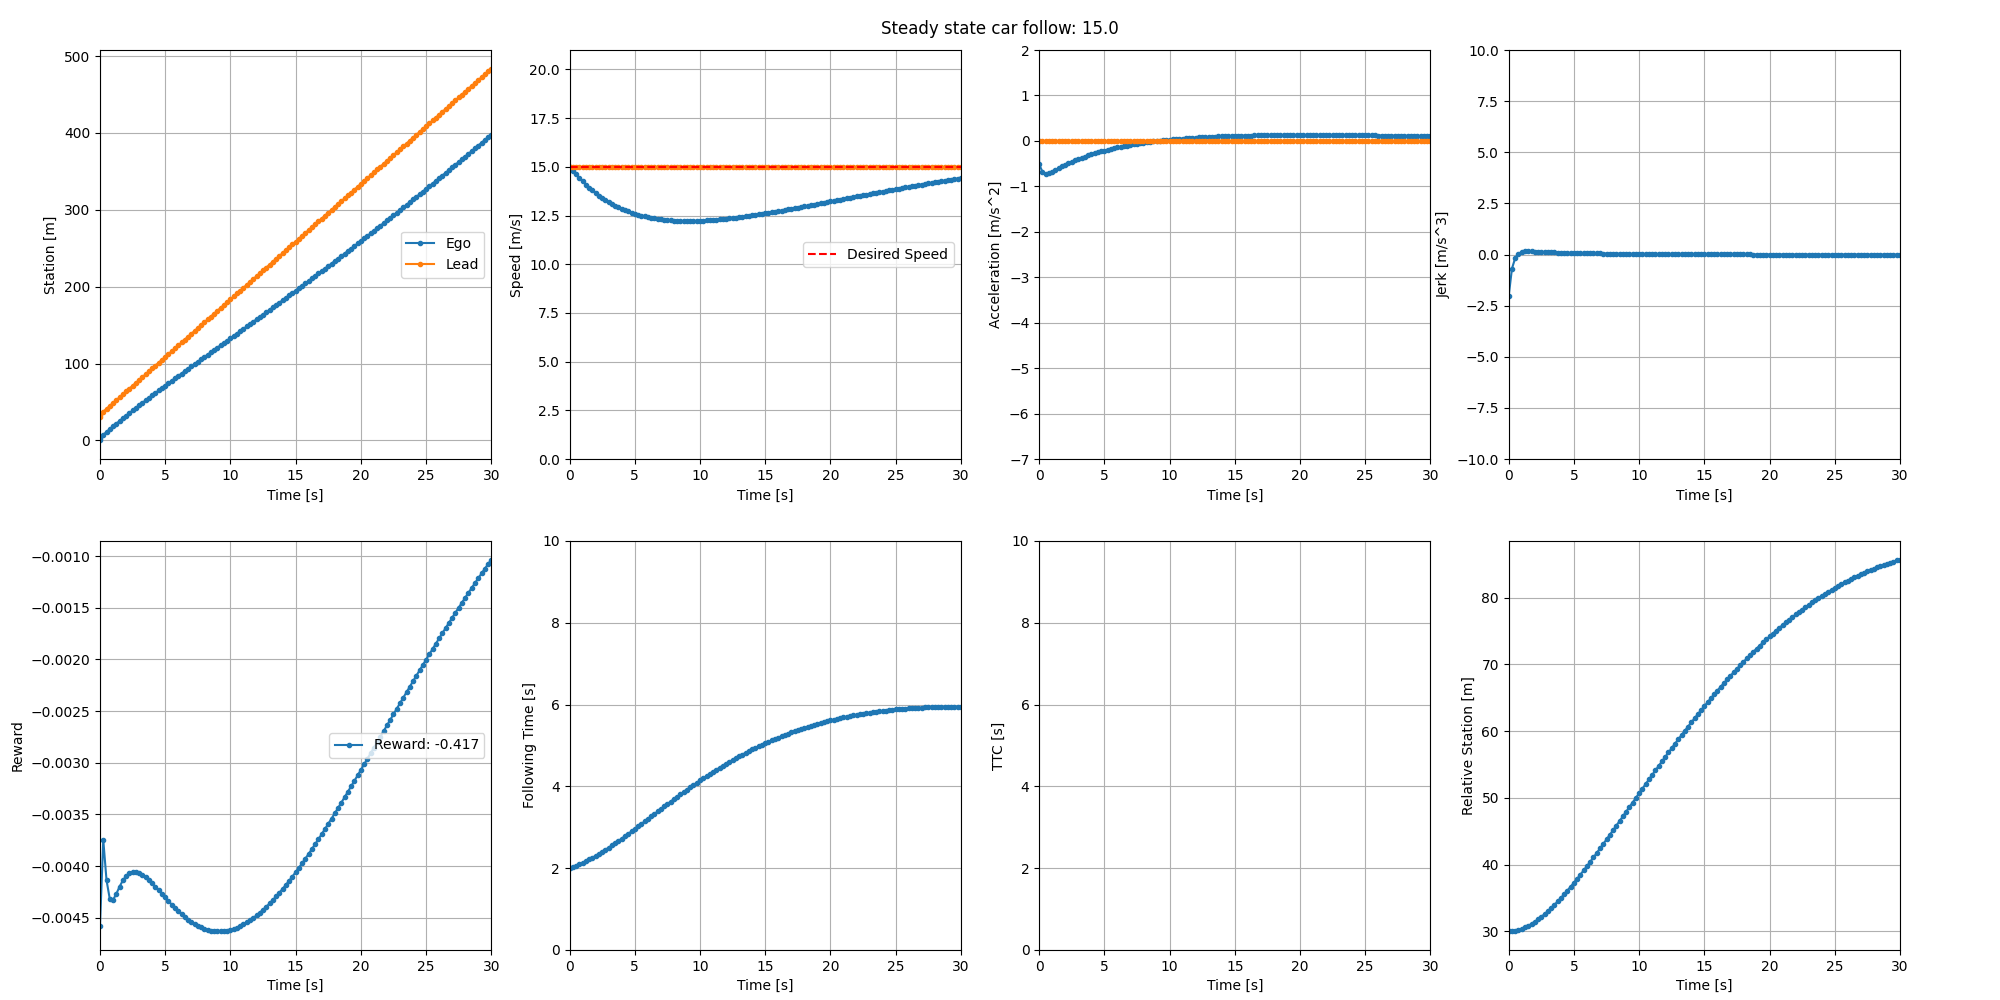 Steady state car follow: 15.0
Station [m]
500
400
300
200
100
0
Ego
Lead
0 5 10 15 20 25 30
Time [s]
Speed [m/s]
20.0
17.5
15.0
12.5
10.0
7.5
5.0
2.5
0.0
Desired Speed
0 5 10 15 20 25 30
Time [s]
Acceleration [m/s^2]
2
1
0
−1
−2
−3
−4
−5
−6
−7
0 5 10 15 20 25 30
Time [s]
Jerk [m/s^3]
10.0
7.5
5.0
2.5
0.0
−2.5
−5.0
−7.5
−10.0
0 5 10 15 20 25 30
Time [s]
Reward
−0.0010
−0.0015
−0.0020
−0.0025
−0.0030
−0.0035
−0.0040
−0.0045
Reward: -0.417
0 5 10 15 20 25 30
Time [s]
Following Time [s]
10
8
6
4
2
0
0 5 10 15 20 25 30
Time [s]
TTC [s]
10
8
6
4
2
0
0 5 10 15 20 25 30
Time [s]
Relative Station [m]
80
70
60
50
40
30
0 5 10 15 20 25 30
Time [s]